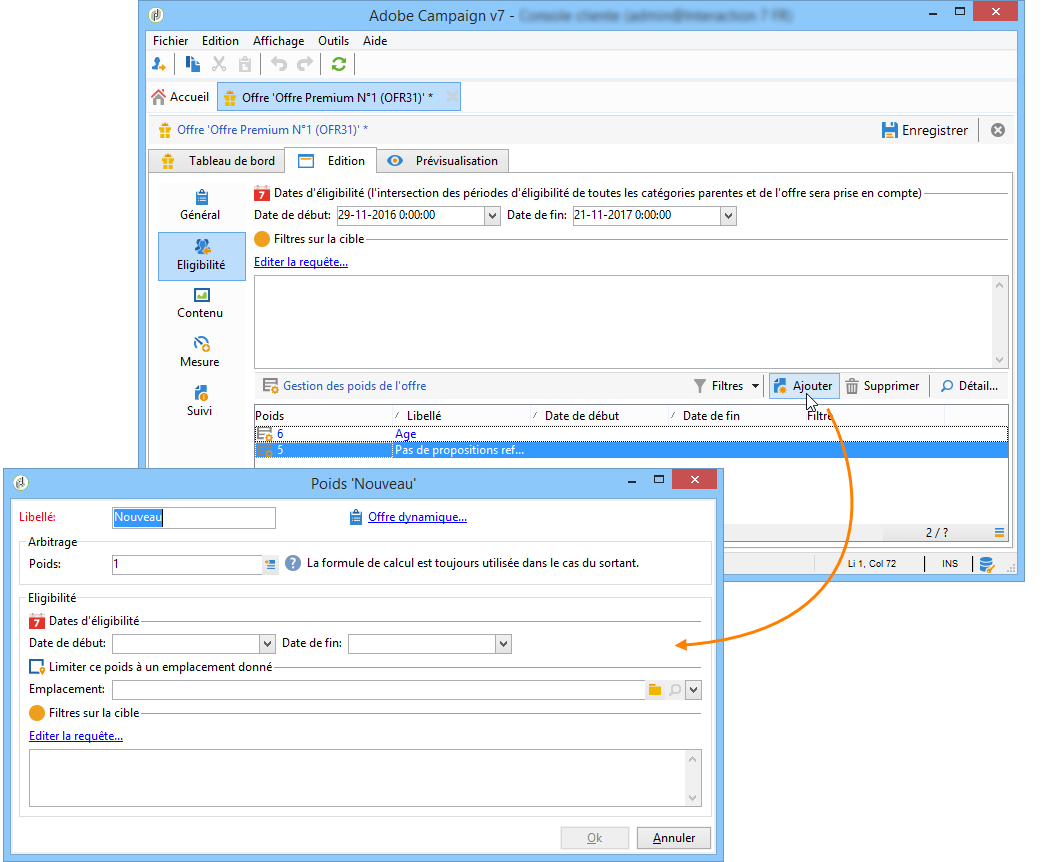 Adobe Campaign v7 -
Fichier Edition Affichage Outils Aide
Accueil Offre 'Offre Premium N°1 (OFR31)' *
Offre 'Offre Premium N°1 (OFR31)' * Enregistrer
Tableau de bord Edition Prévisualisation
Général
Eligibilité
Contenu
Mesure
Suivi
7 Dates d'éligibilité (l'intersection des périodes d'éligibilité de toutes les catégories parentes et de l'offre sera prise en compte)
Date de début: 29-11-2016 0:00:00 Date de fin: 21-11-2017 0:00:00
Filtres sur la cible
Editer la requête...
Gestion des poids de l'offre Filtres Ajouter Supprimer Détail...
Poids Libellé Date de début Date de fin Filtre
6 Age
5 Pas de propositions ref...
2 / ?
Li 1, Col 72 INS
Poids 'Nouveau'
Libellé: Nouveau Offre dynamique...
Arbitrage
Poids: 1 ? La formule de calcul est toujours utilisée dans le cas du sortant.
Eligibilité
7 Dates d'éligibilité
Date de début: Date de fin:
Limiter ce poids à un emplacement donné
Emplacement:
Filtres sur la cible
Editer la requête...
Ok Annuler